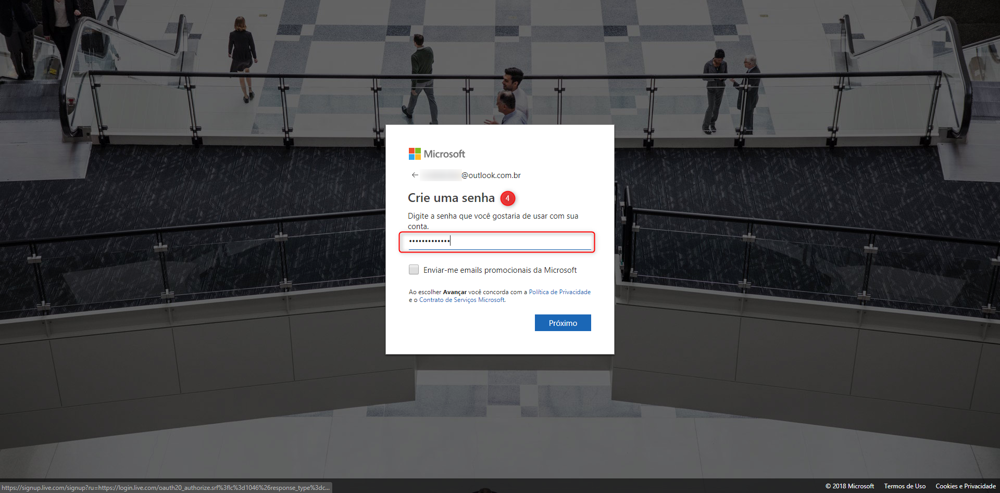 Microsoft
@outlook.com.br
Crie uma senha 4
Digite a senha que você gostaria de usar com sua
conta.
Enviar-me emails promocionais da Microsoft
Ao escolher Avançar você concorda com a Política de Privacidade
e o Contrato de Serviços Microsoft.
Próximo
https://signup.live.com/signup?ru=https://login.live.com/oauth20_authorize.srf%3flc%3d1046%26response_type%3dc...
© 2018 Microsoft Termos de Uso Cookies e Privacidade